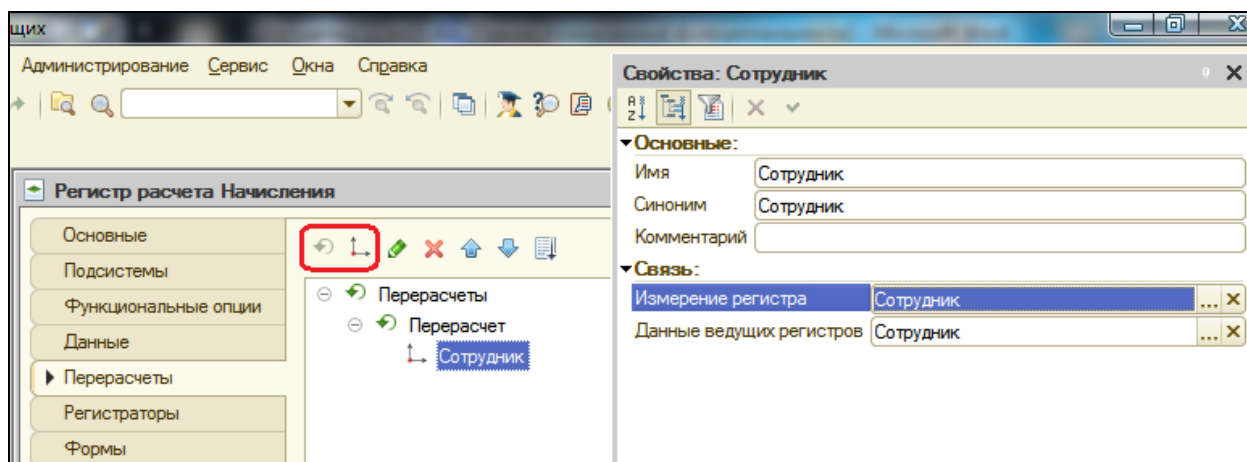 щих
Администрирование Сервис Окна Справка
Регистр расчета Начисления
Основные
Подсистемы
Функциональные опции
Данные
Перерасчеты
Регистраторы
Формы
Перерасчеты
Перерасчет
Сотрудник
Свойства: Сотрудник
Основные:
Имя Сотрудник
Синоним Сотрудник
Комментарий
Связь:
Измерение регистра Сотрудник ...
Данные ведущих регистров Сотрудник ...